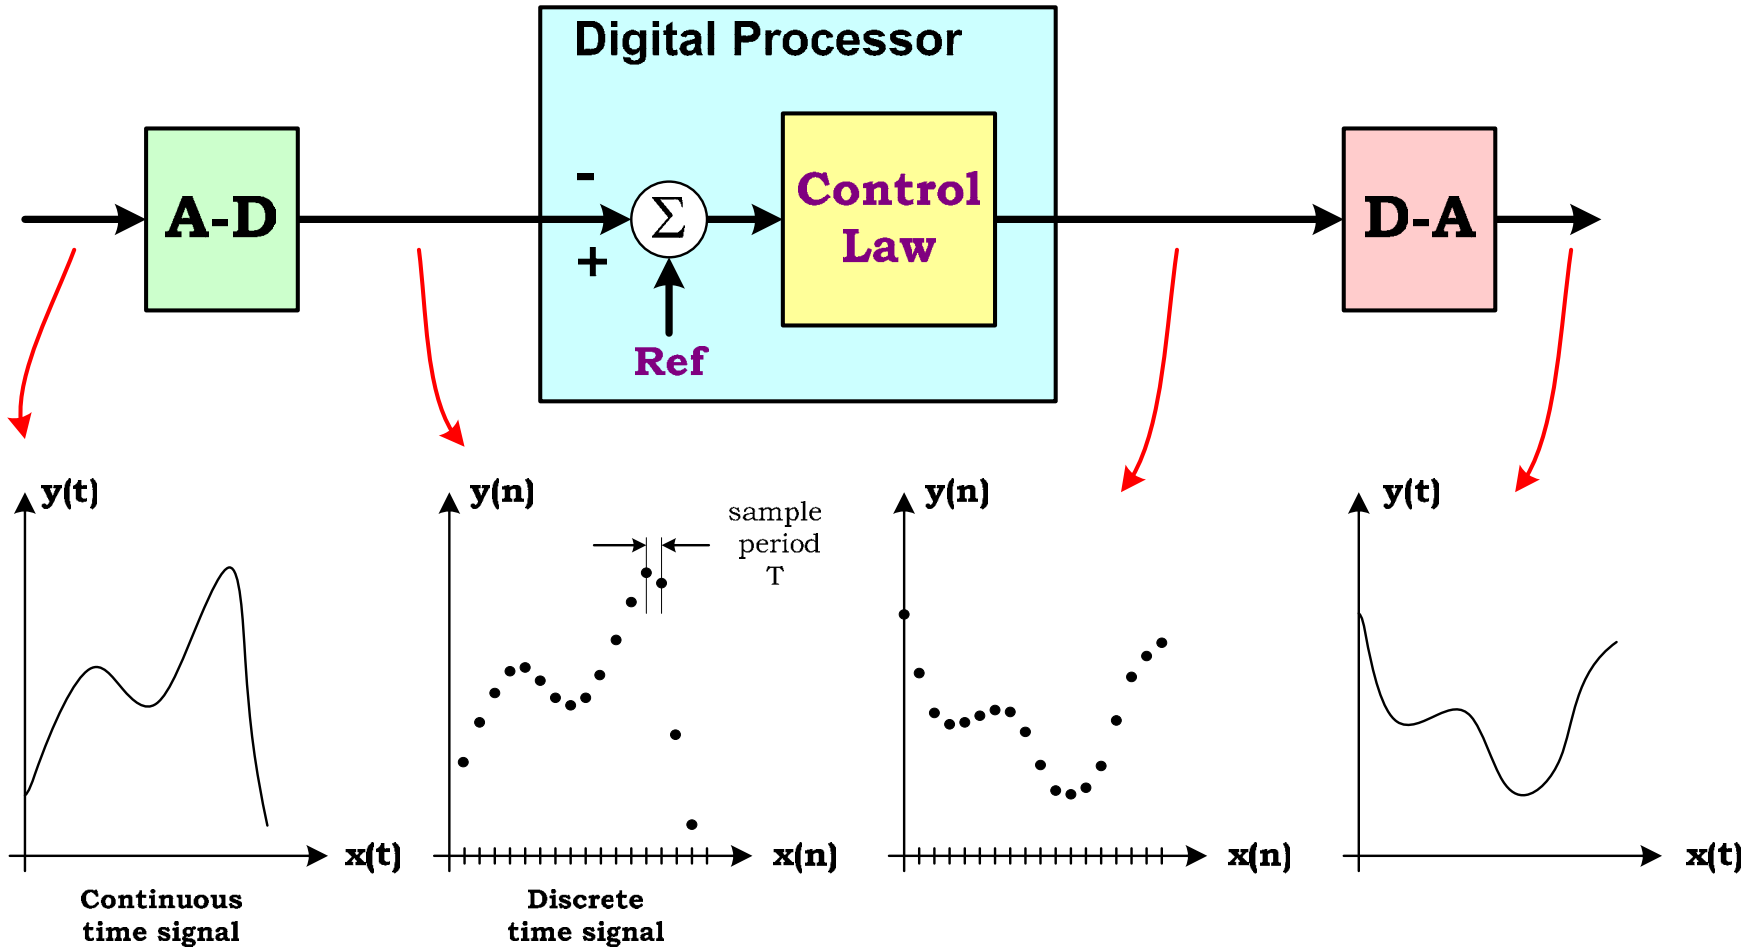 Digital Processor
A-D
-
+
Σ
Ref
Control
Law
D-A
y(t)
x(t)
Continuous
time signal
y(n)
sample
period
T
x(n)
Discrete
time signal
y(n)
x(n)
y(t)
x(t)